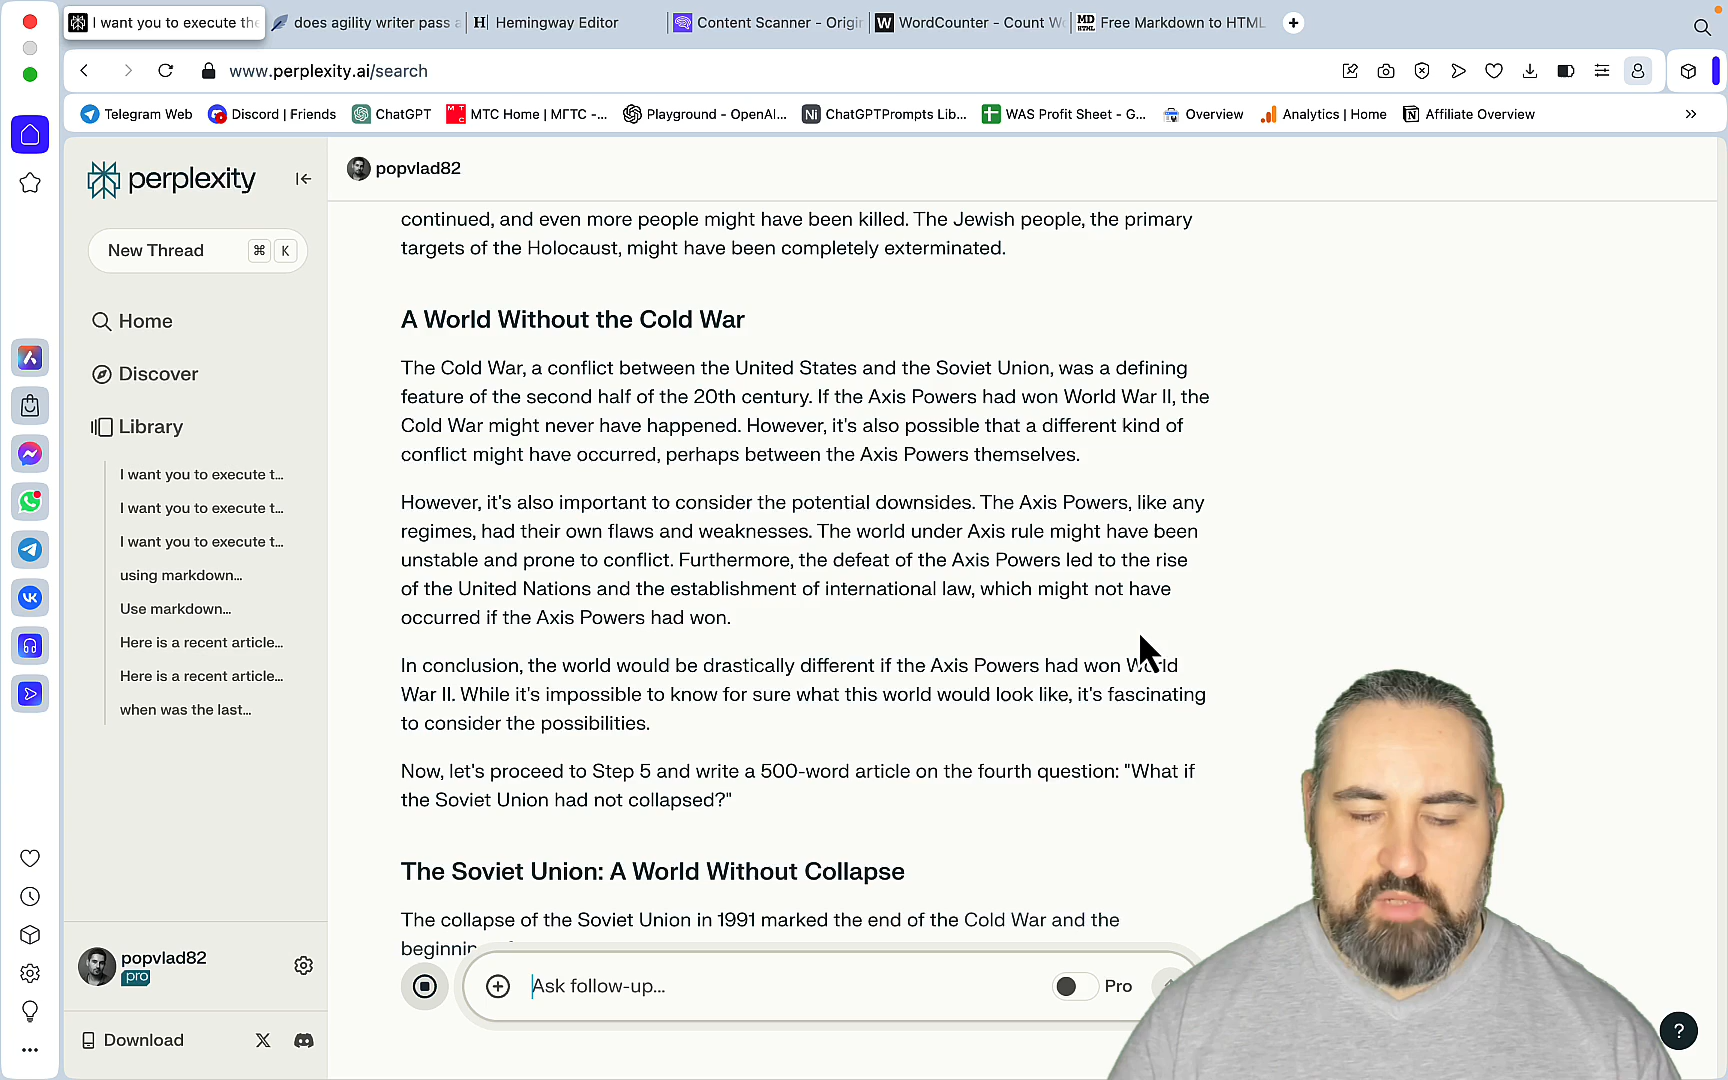 I want you to execute the
does agility writer pass a
H Hemingway Editor
Content Scanner - Origi
W WordCounter - Count Wo
MD HTML Free Markdown to HTML
www.perplexity.ai/search
Telegram Web
Discord | Friends
ChatGPT
МТС Home | МГТС -...
Playground - OpenAI...
Ni ChatGPTPrompts Lib...
WAS Profit Sheet - G...
Overview
Analytics | Home
Affiliate Overview
perplexity
New Thread ⌘ K
Home
Discover
Library
I want you to execute t...
I want you to execute t...
I want you to execute t...
using markdown...
Use markdown...
Here is a recent article...
Here is a recent article...
when was the last...
popvlad82
pro
Download
popvlad82
continued, and even more people might have been killed. The Jewish people, the primary
targets of the Holocaust, might have been completely exterminated.
A World Without the Cold War
The Cold War, a conflict between the United States and the Soviet Union, was a defining
feature of the second half of the 20th century. If the Axis Powers had won World War II, the
Cold War might never have happened. However, it's also possible that a different kind of
conflict might have occurred, perhaps between the Axis Powers themselves.
However, it's also important to consider the potential downsides. The Axis Powers, like any
regimes, had their own flaws and weaknesses. The world under Axis rule might have been
unstable and prone to conflict. Furthermore, the defeat of the Axis Powers led to the rise
of the United Nations and the establishment of international law, which might not have
occurred if the Axis Powers had won.
In conclusion, the world would be drastically different if the Axis Powers had won World
War II. While it's impossible to know for sure what this world would look like, it's fascinating
to consider the possibilities.
Now, let's proceed to Step 5 and write a 500-word article on the fourth question: "What if
the Soviet Union had not collapsed?"
The Soviet Union: A World Without Collapse
The collapse of the Soviet Union in 1991 marked the end of the Cold War and the
Ask follow-up...
Pro
?